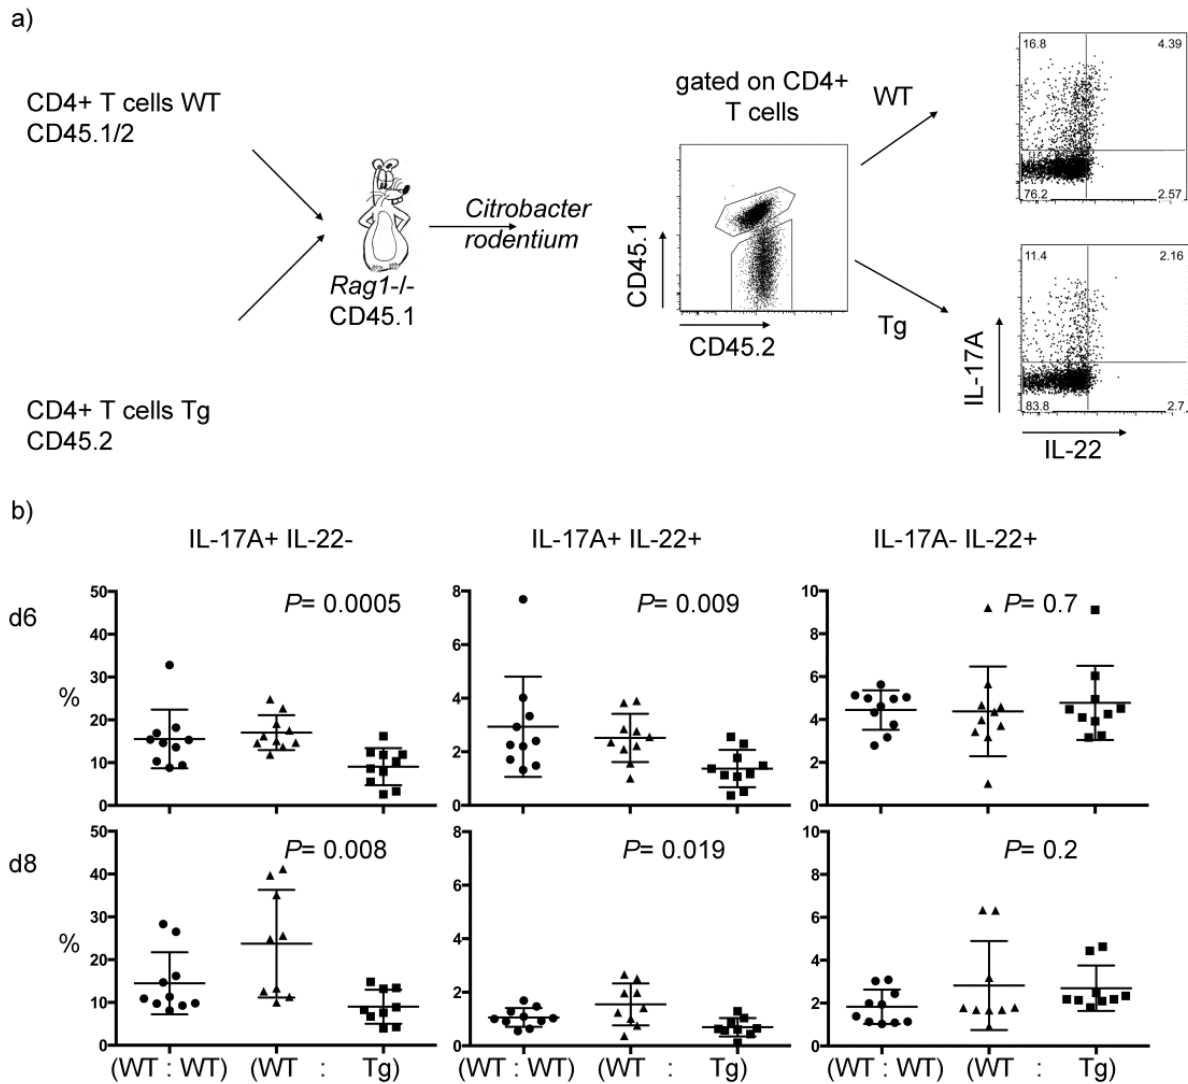 a)
CD4+ T cells WT
CD45.1/2
CD4+ T cells Tg
CD45.2
Rag1-/-
CD45.1
Citrobacter
rodentium
gated on CD4+
T cells
CD45.1
CD45.2
WT
Tg
16.8 4.39
76.2 2.57
11.4 2.16
83.8 2.7
IL-17A
IL-22
b)
IL-17A+ IL-22- IL-17A+ IL-22+ IL-17A- IL-22+
d6
%
50
40
30
20
10
0
P= 0.0005
8
6
4
2
0
P= 0.009
10
8
6
4
2
0
P= 0.7
d8
%
50
40
30
20
10
0
P= 0.008
8
6
4
2
0
P= 0.019
10
8
6
4
2
0
P= 0.2
(WT : WT) (WT : Tg) (WT : WT) (WT : Tg) (WT : WT) (WT : Tg)